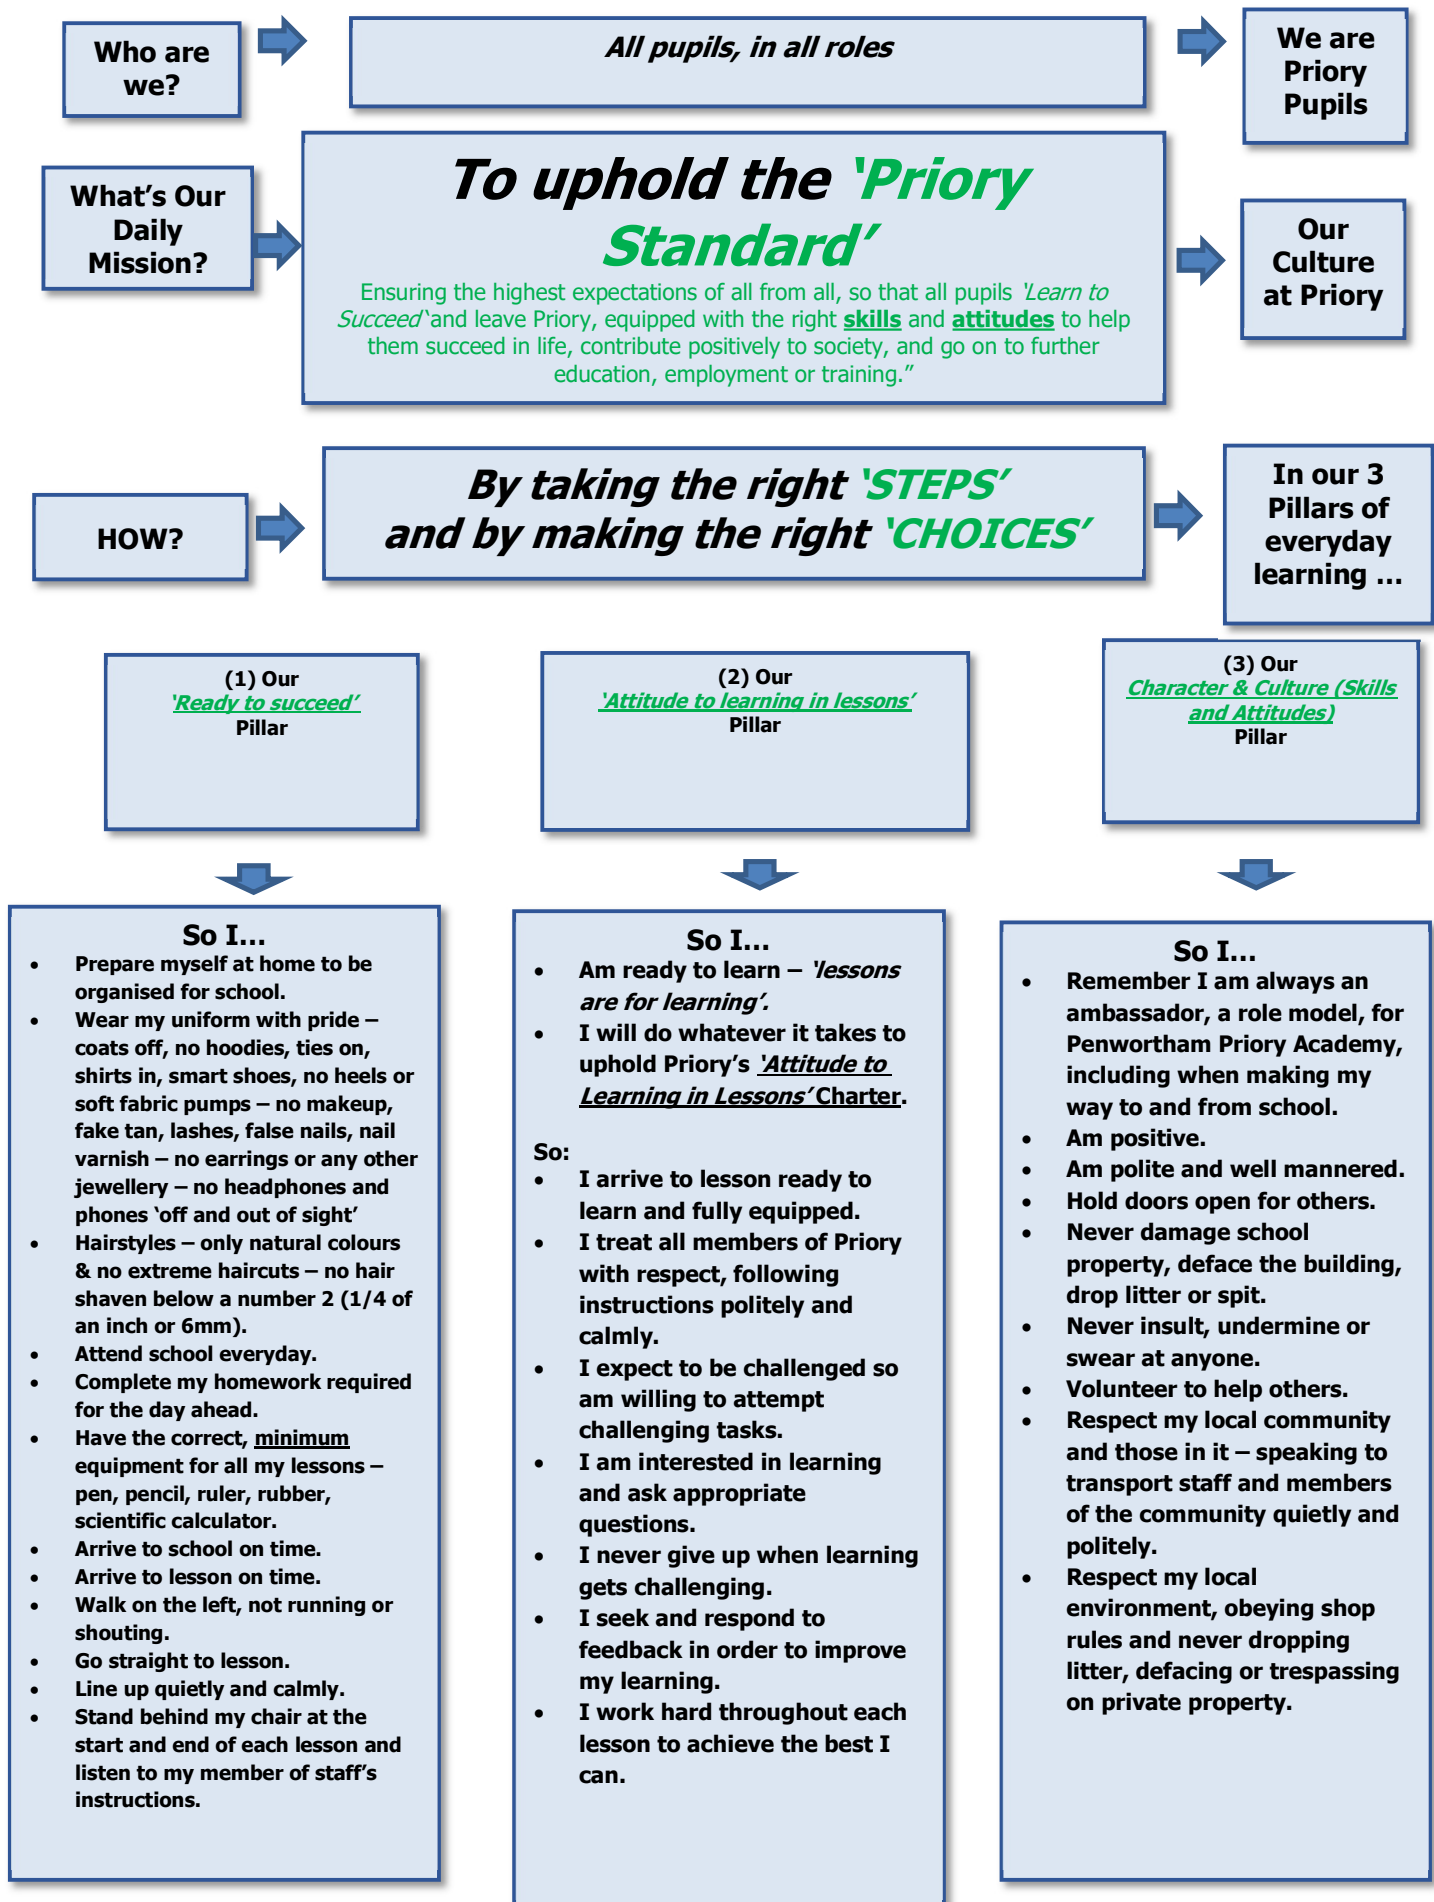 Who are
we?
All pupils, in all roles
We are
Priory
Pupils
What's Our
Daily
Mission?
To uphold the 'Priory
Standard'
Ensuring the highest expectations of all from all, so that all pupils 'Learn to
Succeed' and leave Priory, equipped with the right skills and attitudes to help
them succeed in life, contribute positively to society, and go on to further
education, employment or training."
Our
Culture
at Priory
HOW?
By taking the right 'STEPS'
and by making the right 'CHOICES'
In our 3
Pillars of
everyday
learning ...
(1) Our
'Ready to succeed'
Pillar
(2) Our
'Attitude to learning in lessons'
Pillar
(3) Our
Character & Culture (Skills
and Attitudes)
Pillar
So I...
• Prepare myself at home to be
organised for school.
• Wear my uniform with pride –
coats off, no hoodies, ties on,
shirts in, smart shoes, no heels or
soft fabric pumps – no makeup,
fake tan, lashes, false nails, nail
varnish – no earrings or any other
jewellery – no headphones and
phones 'off and out of sight'
• Hairstyles – only natural colours
& no extreme haircuts – no hair
shaven below a number 2 (1/4 of
an inch or 6mm).
• Attend school everyday.
• Complete my homework required
for the day ahead.
• Have the correct, minimum
equipment for all my lessons –
pen, pencil, ruler, rubber,
scientific calculator.
• Arrive to school on time.
• Arrive to lesson on time.
• Walk on the left, not running or
shouting.
• Go straight to lesson.
• Line up quietly and calmly.
• Stand behind my chair at the
start and end of each lesson and
listen to my member of staff's
instructions.
So I...
• Am ready to learn – 'lessons
are for learning'.
• I will do whatever it takes to
uphold Priory's 'Attitude to
Learning in Lessons' Charter.
So:
• I arrive to lesson ready to
learn and fully equipped.
• I treat all members of Priory
with respect, following
instructions politely and
calmly.
• I expect to be challenged so
am willing to attempt
challenging tasks.
• I am interested in learning
and ask appropriate
questions.
• I never give up when learning
gets challenging.
• I seek and respond to
feedback in order to improve
my learning.
• I work hard throughout each
lesson to achieve the best I
can.
So I...
• Remember I am always an
ambassador, a role model, for
Penwortham Priory Academy,
including when making my
way to and from school.
• Am positive.
• Am polite and well mannered.
• Hold doors open for others.
• Never damage school
property, deface the building,
drop litter or spit.
• Never insult, undermine or
swear at anyone.
• Volunteer to help others.
• Respect my local community
and those in it – speaking to
transport staff and members
of the community quietly and
politely.
• Respect my local
environment, obeying shop
rules and never dropping
litter, defacing or trespassing
on private property.